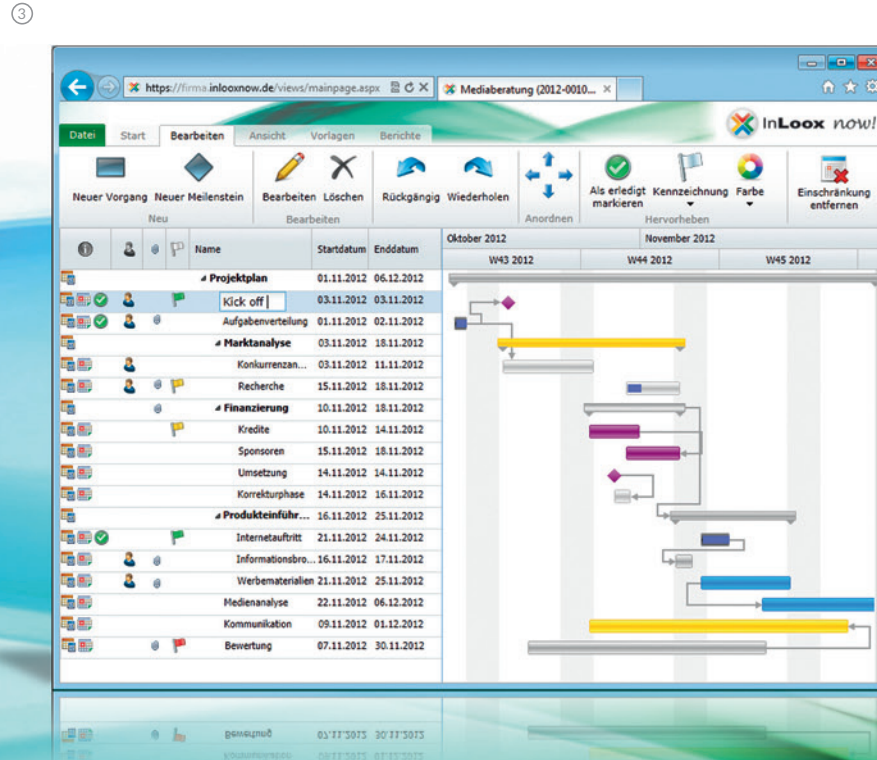 3
https://firma.inlooxnow.de/views/mainpage.aspx
Mediaberatung (2012-0010...
InLoox now!
Datei Start Bearbeiten Ansicht Vorlagen Berichte
Neuer Vorgang Neuer Meilenstein Bearbeiten Löschen Rückgängig Wiederholen Als erledigt markieren Kennzeichnung Farbe Einschränkung entfernen
Neu Bearbeiten Anordnen Hervorheben
Name Startdatum Enddatum Oktober 2012 November 2012
W43 2012 W44 2012 W45 2012
Projektplan 01.11.2012 06.12.2012
Kick off 03.11.2012 03.11.2012
Aufgabenverteilung 01.11.2012 02.11.2012
Marktanalyse 03.11.2012 18.11.2012
Konkurrenzan... 03.11.2012 11.11.2012
Recherche 15.11.2012 18.11.2012
Finanzierung 10.11.2012 18.11.2012
Kredite 10.11.2012 14.11.2012
Sponsoren 15.11.2012 18.11.2012
Umsetzung 14.11.2012 14.11.2012
Korrekturphase 14.11.2012 16.11.2012
Produkteinführ... 16.11.2012 25.11.2012
Internetauftritt 21.11.2012 24.11.2012
Informationsbro... 16.11.2012 17.11.2012
Werbematerialien 21.11.2012 25.11.2012
Medienanalyse 22.11.2012 06.12.2012
Kommunikation 09.11.2012 01.12.2012
Bewertung 07.11.2012 30.11.2012